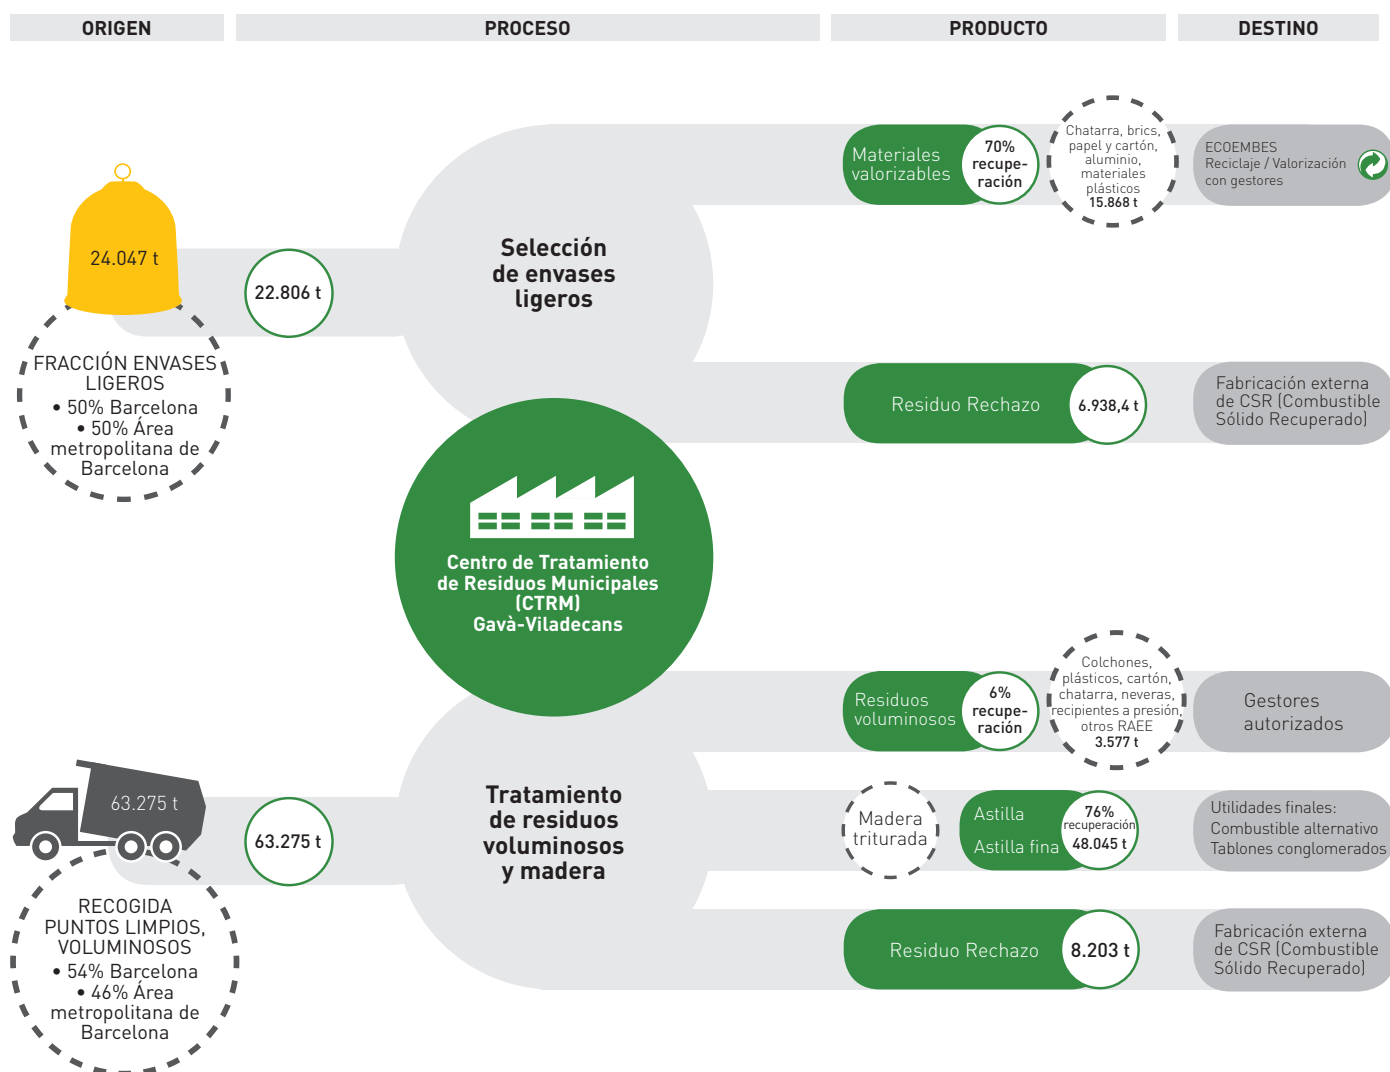 ORIGEN
PROCESO
PRODUCTO
DESTINO
24.047 t
FRACCIÓN ENVASES
LIGEROS
• 50% Barcelona
• 50% Área
metropolitana de
Barcelona
22.806 t
Selección
de envases
ligeros
Materiales
valorizables
70%
recupe-
ración
Chatarra, brics,
papel y cartón,
aluminio,
materiales
plásticos
15.868 t
ECOEMBES
Reciclaje / Valorización
con gestores
Residuo Rechazo
6.938,4 t
Fabricación externa
de CSR (Combustible
Sólido Recuperado)
Centro de Tratamiento
de Residuos Municipales
(CTRM)
Gavà-Viladecans
63.275 t
RECOGIDA
PUNTOS LIMPIOS,
VOLUMINOSOS
• 54% Barcelona
• 46% Área
metropolitana de
Barcelona
63.275 t
Tratamiento
de residuos
voluminosos
y madera
Residuos
voluminosos
6%
recupe-
ración
Colchones,
plásticos, cartón,
chatarra, neveras,
recipientes a presión,
otros RAEE
3.577 t
Gestores
autorizados
Madera
triturada
Astilla
Astilla fina
76%
recuperación
48.045 t
Utilidades finales:
Combustible alternativo
Tablones conglomerados
Residuo Rechazo
8.203 t
Fabricación externa
de CSR (Combustible
Sólido Recuperado)